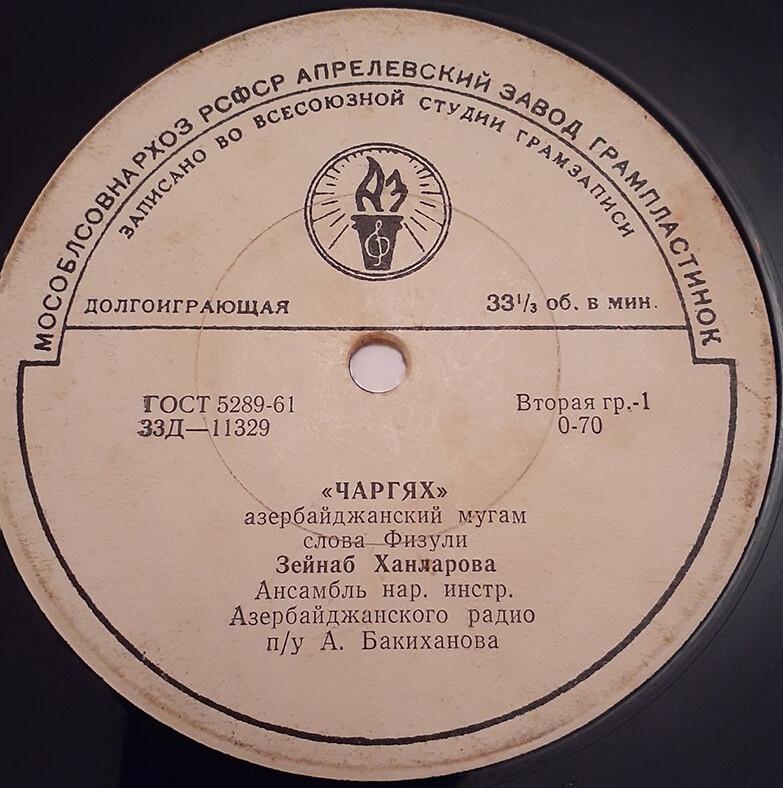 МОСОБЛСОВНАРХОЗ РСФСР АПРЕЛЕВСКИЙ ЗАВОД ГРАМПЛАСТИНОК
ЗАПИСАНО ВО ВСЕСОЮЗНОЙ СТУДИИ ГРАМЗАПИСИ
АЗ
ДОЛГОИГРАЮЩАЯ 33 1/3 об. в мин.
ГОСТ 5289-61 Вторая гр.-1
33Д—11329 0-70
«ЧАРГЯХ»
азербайджанский мугам
слова Физули
Зейнаб Ханларова
Ансамбль нар. инстр.
Азербайджанского радио
п/у А. Бакиханова